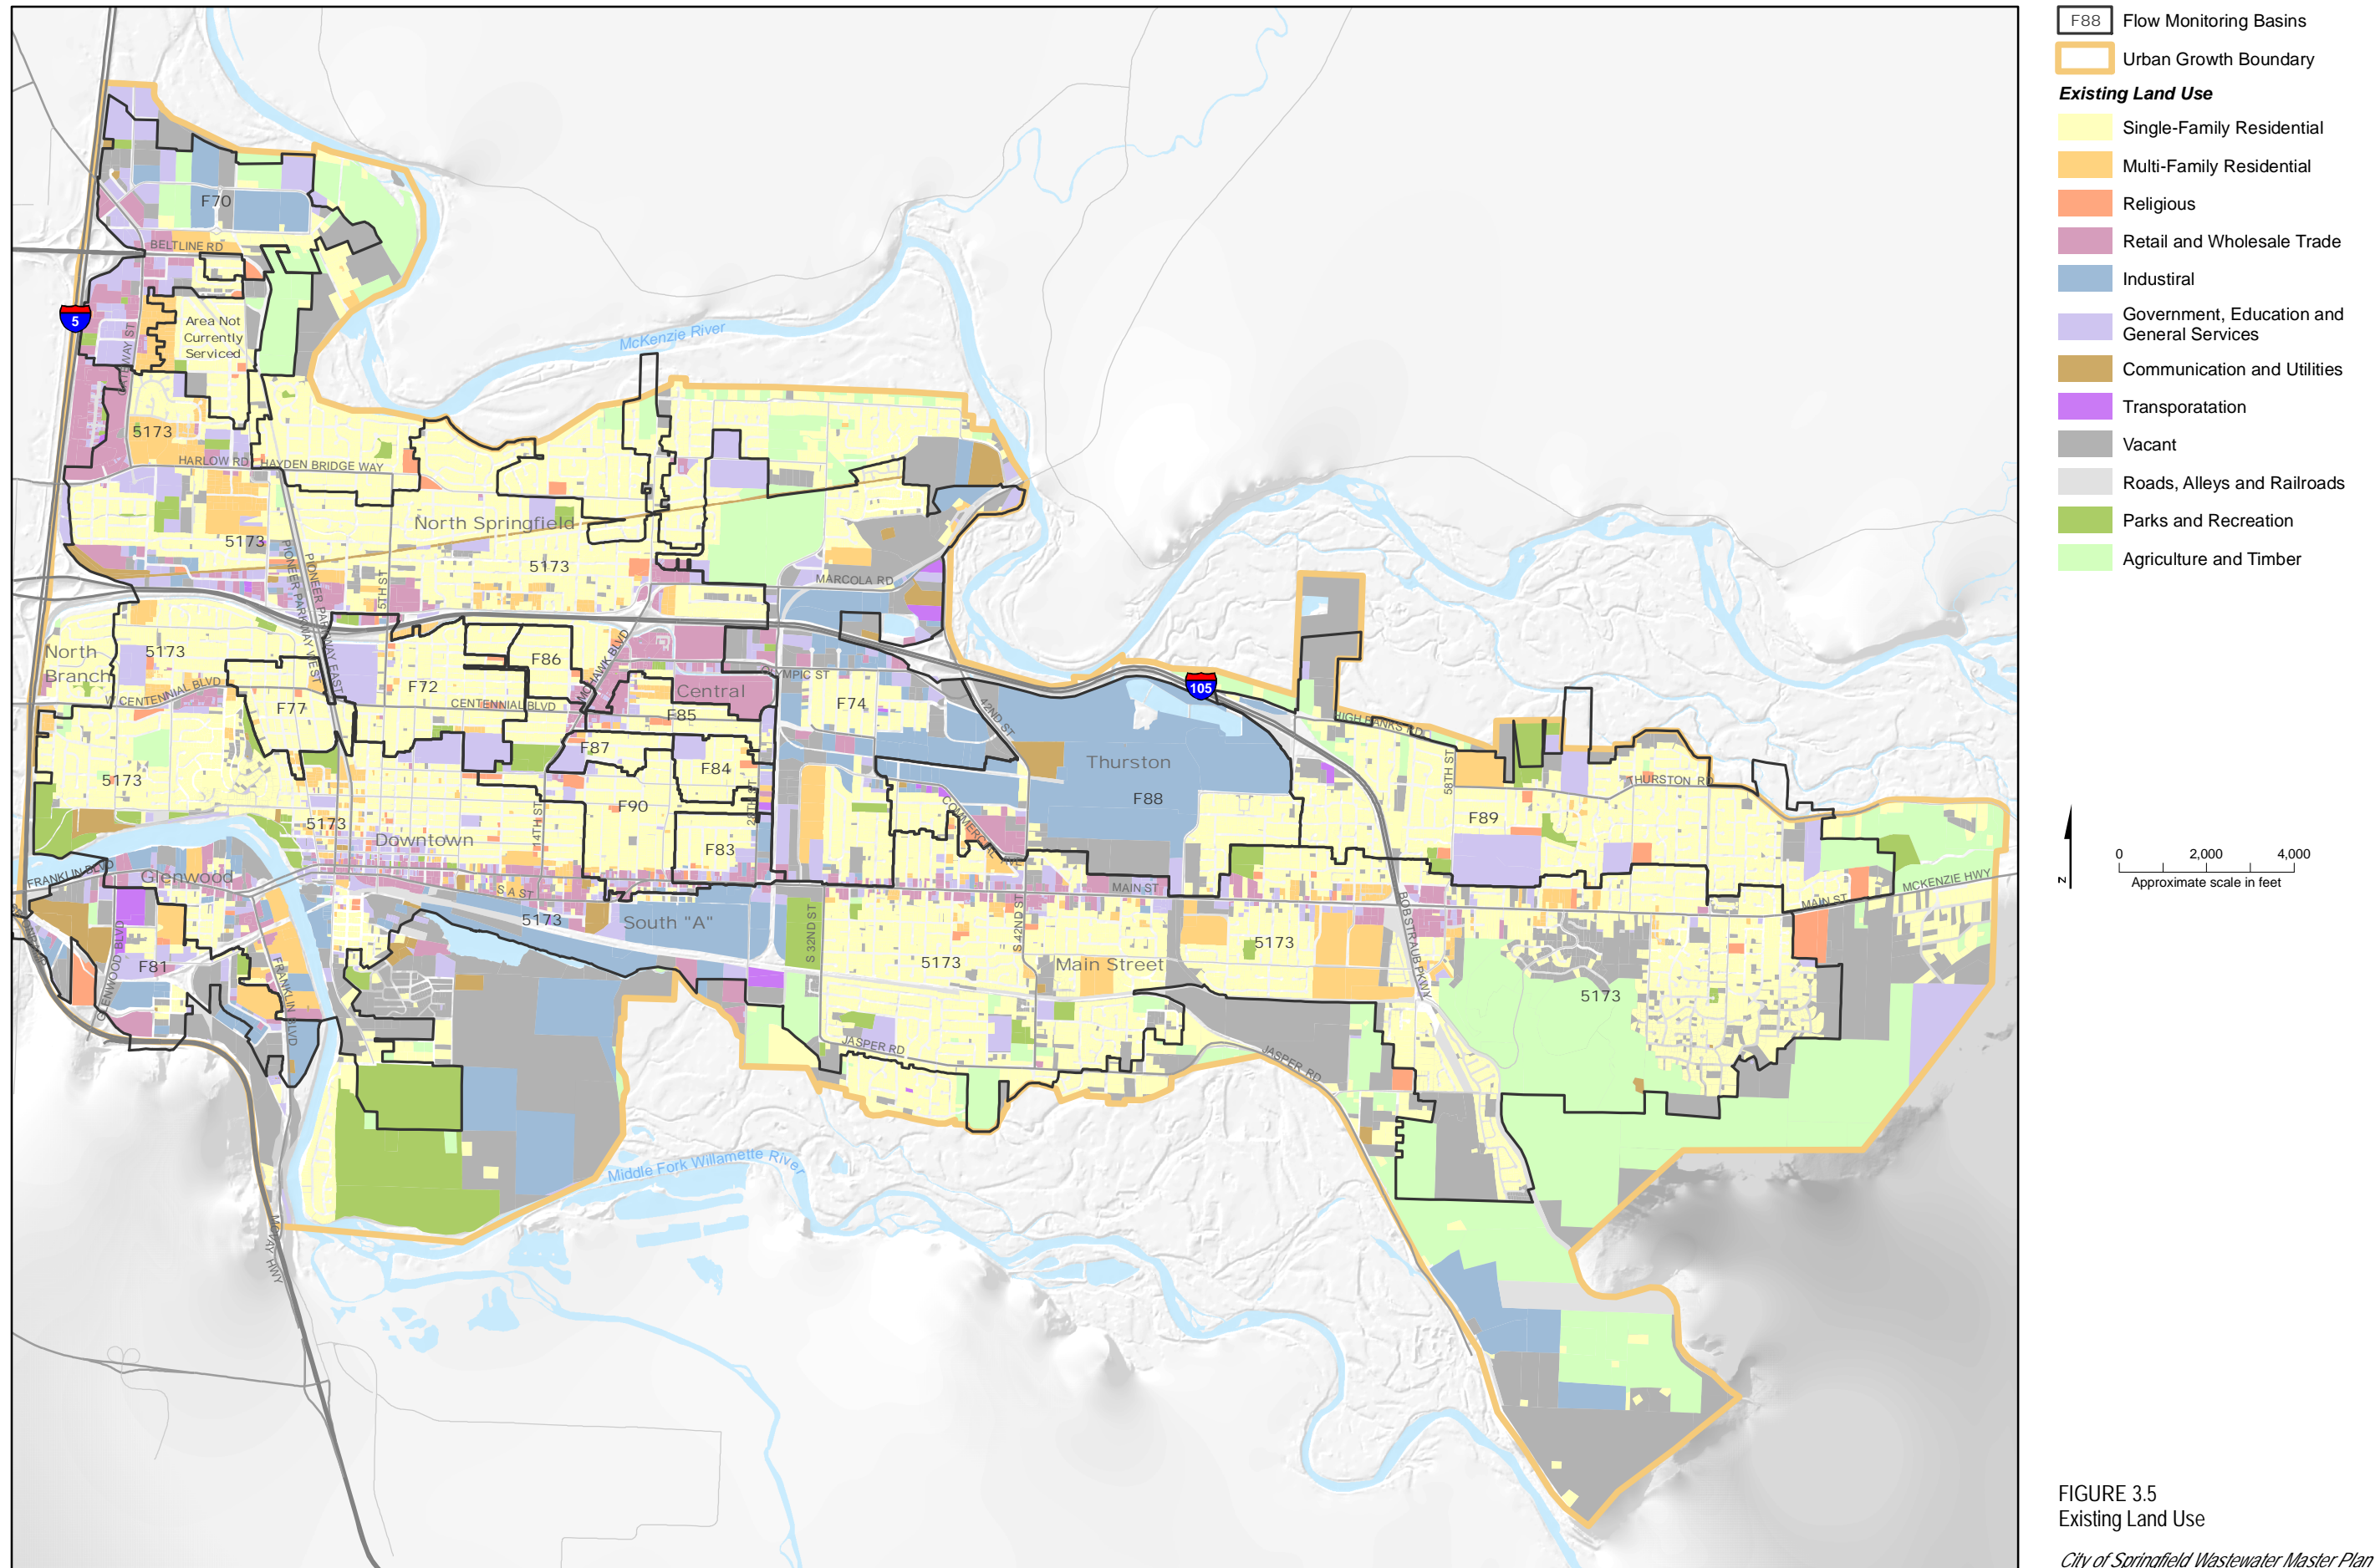 F88 Flow Monitoring Basins
Urban Growth Boundary
Existing Land Use
Single-Family Residential
Multi-Family Residential
Religious
Retail and Wholesale Trade
Industiral
Government, Education and
General Services
Communication and Utilities
Transporatation
Vacant
Roads, Alleys and Railroads
Parks and Recreation
Agriculture and Timber
N
0 2,000 4,000
Approximate scale in feet
FIGURE 3.5
Existing Land Use
City of Springfield Wastewater Master Plan
F70
BELTLINE RD
5
Area Not
Currently
Serviced
GATEWAY ST
McKenzie River
5173
HARLOW RD
HAYDEN BRIDGE WAY
North Springfield
5173
5173
PIONEER PARKWAY WEST
PIONEER PARKWAY EAST
5TH ST
MARCOLA RD
North
Branch
5173
F72
F86
MOHAWK BLVD
OLYMPIC ST
Central
W CENTENNIAL BLVD
F77
CENTENNIAL BLVD
F85
F74
42ND ST
105
HIGH BANKS RD
F87
F84
5173
Thurston
F88
58TH ST
THURSTON RD
F90
28TH ST
COMMERCIAL AVE
F89
5173
Downtown
14TH ST
F83
FRANKLIN BLVD
Glenwood
S A ST
5173
South "A"
MAIN ST
MAIN ST
MCKENZIE HWY
S 32ND ST
S 42ND ST
BOB STRAUB PKWY
GLENWOOD BLVD
F81
FRANKLIN BLVD
5173
Main Street
5173
5173
JASPER RD
JASPER RD
Middle Fork Willamette River
MCVAY HWY